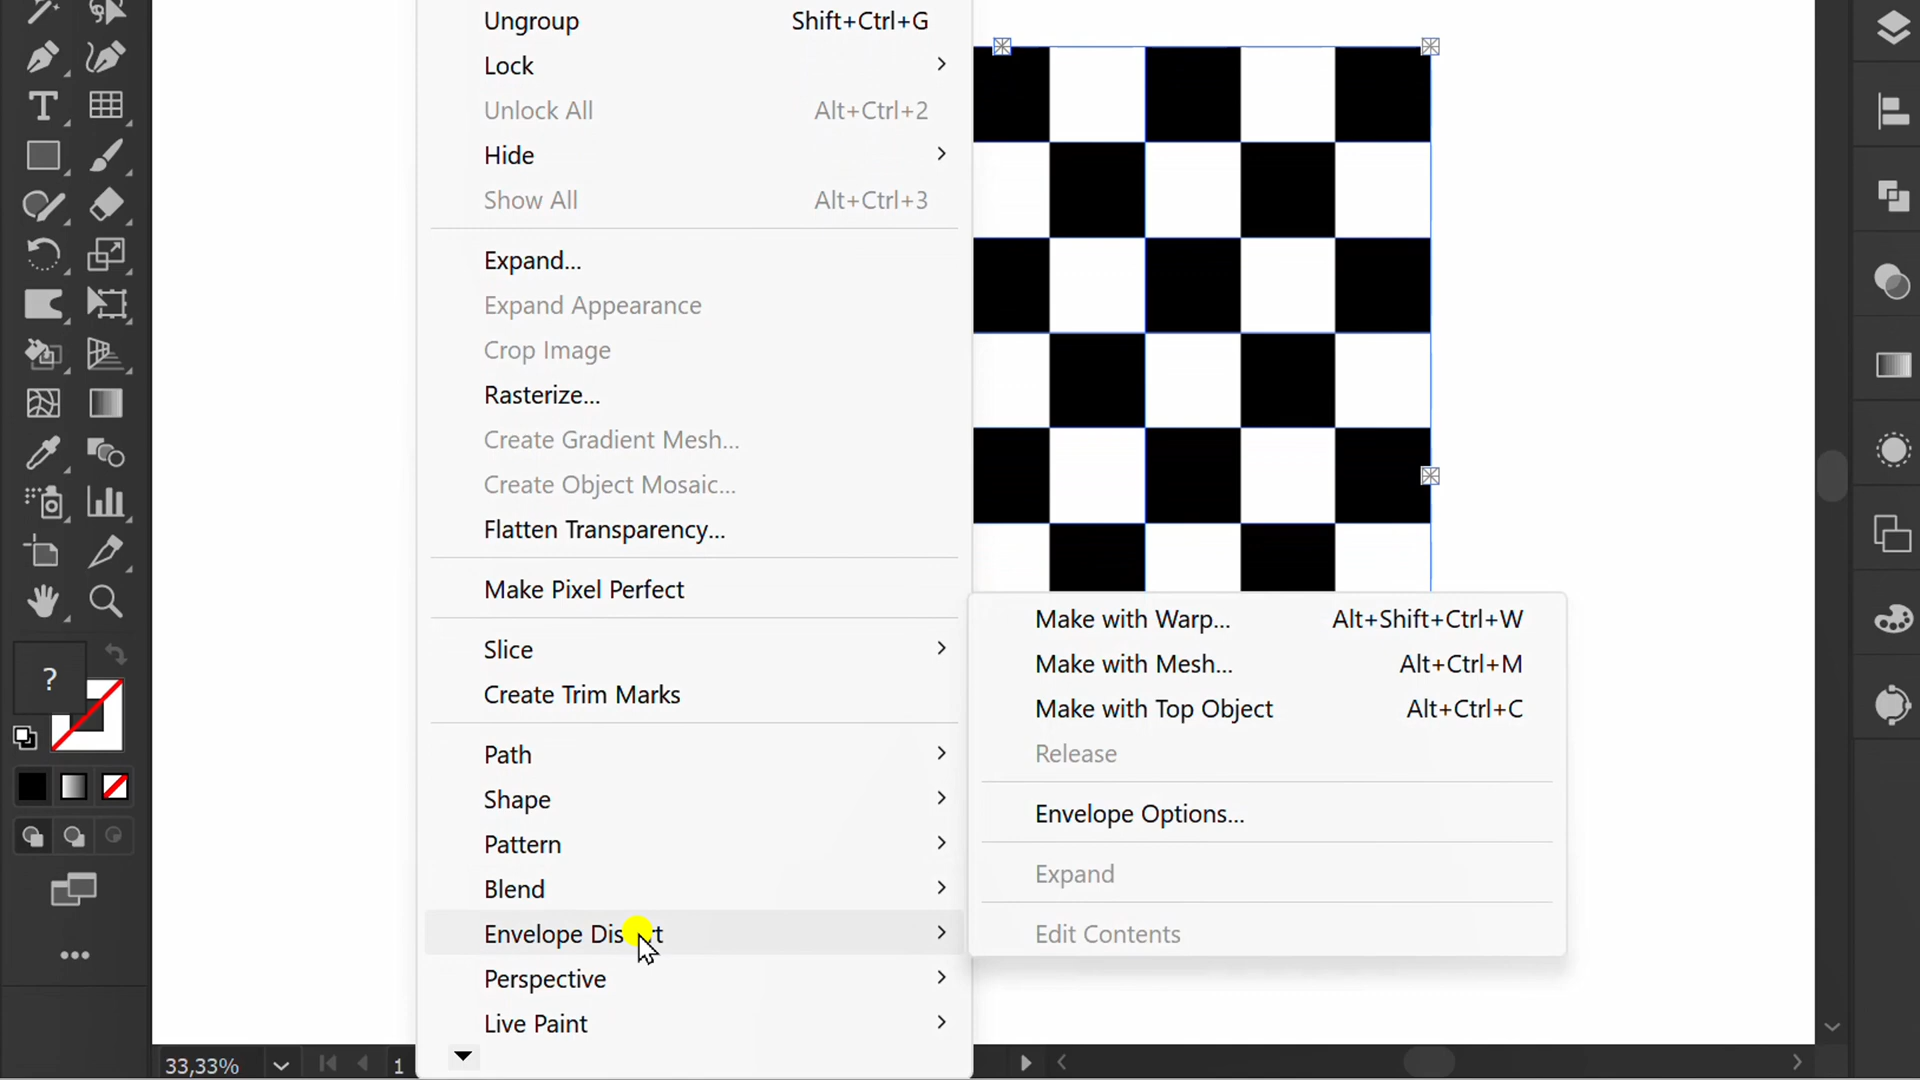 Ungroup Shift+Ctrl+G
Lock
Unlock All Alt+Ctrl+2
Hide
Show All Alt+Ctrl+3
Expand...
Expand Appearance
Crop Image
Rasterize...
Create Gradient Mesh...
Create Object Mosaic...
Flatten Transparency...
Make Pixel Perfect
Slice
Create Trim Marks
Path
Shape
Pattern
Blend
Envelope Dis rt
Perspective
Live Paint
Make with Warp... Alt+Shift+Ctrl+W
Make with Mesh... Alt+Ctrl+M
Make with Top Object Alt+Ctrl+C
Release
Envelope Options...
Expand
Edit Contents
?
33,33% 1